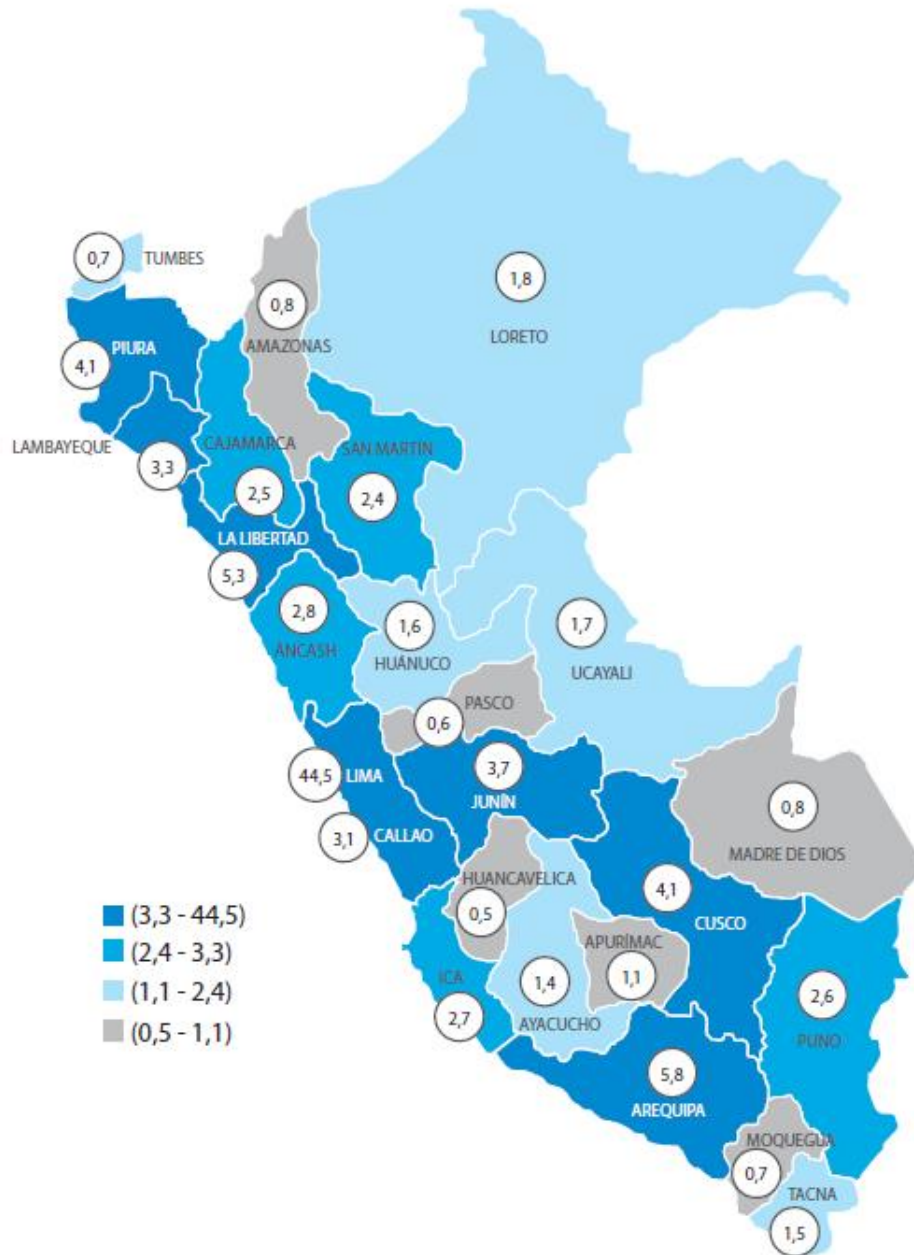 0,7
TUMBES
0,8
AMAZONAS
1,8
LORETO
PIURA
4,1
LAMBAYEQUE
3,3
CAJAMARCA
2,5
SAN MARTIN
2,4
LA LIBERTAD
5,3
2,8
ÁNCASH
1,6
HUÁNUCO
1,7
UCAYALI
PASCO
0,6
44,5
LIMA
3,7
JUNÍN
3,1
CALLAO
0,8
MADRE DE DIOS
HUANCAVELICA
0,5
4,1
CUSCO
APURÍMAC
1,1
ICA
2,7
1,4
AYACUCHO
2,6
PUNO
5,8
AREQUIPA
MOQUEGUA
0,7
TACNA
1,5
(3,3 - 44,5)
(2,4 - 3,3)
(1,1 - 2,4)
(0,5 - 1,1)